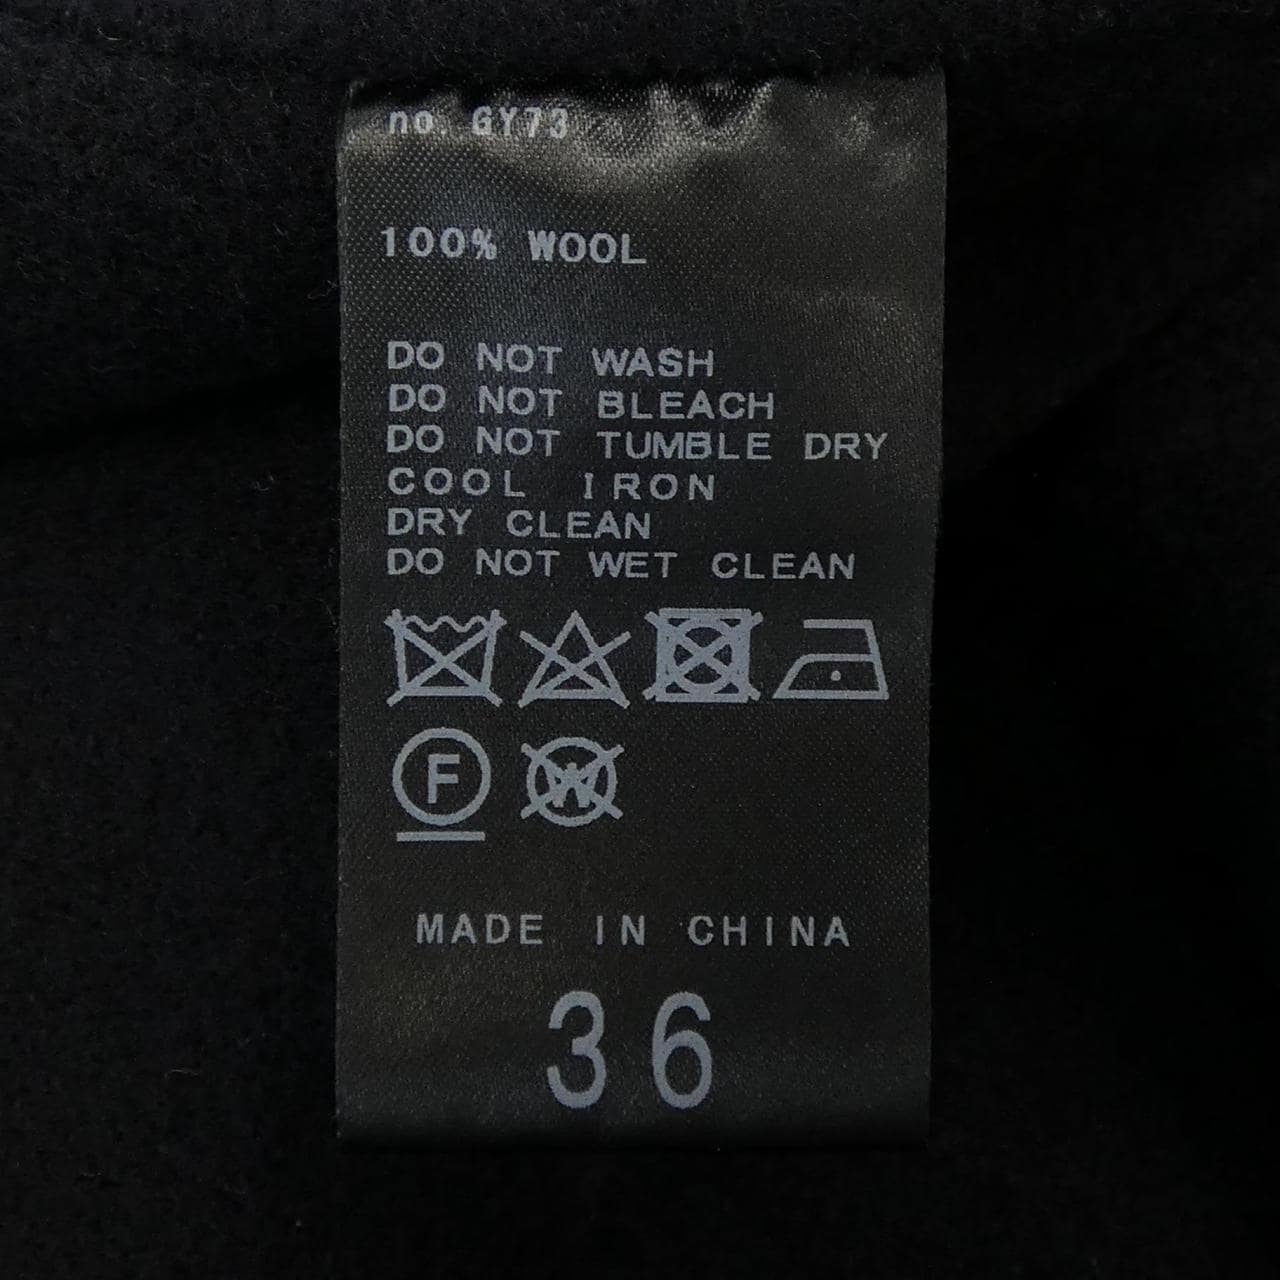 no. GY73
100% WOOL
DO NOT WASH
DO NOT BLEACH
DO NOT TUMBLE DRY
COOL IRON
DRY CLEAN
DO NOT WET CLEAN
F W
MADE IN CHINA
36